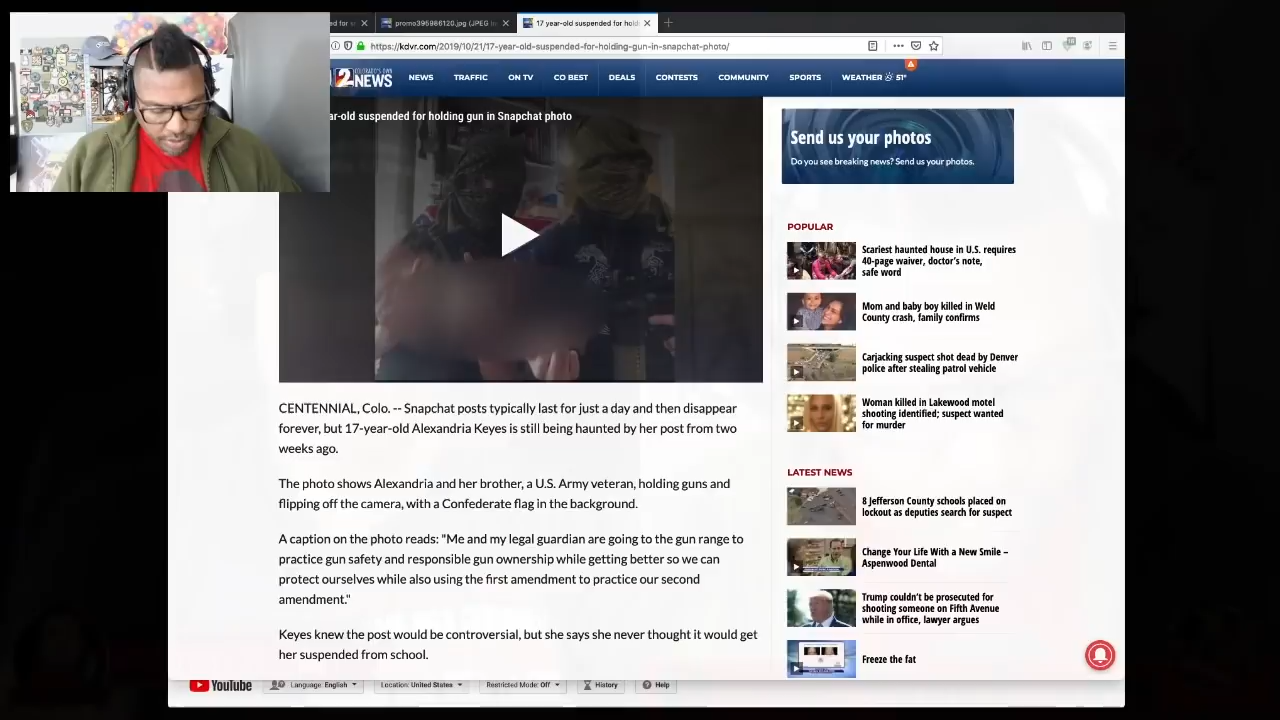 ed for s
promo395986120.jpg (JPEG I
17 year-old suspended for hold
https://kdvr.com/2019/10/21/17-year-old-suspended-for-holding-gun-in-snapchat-photo/
2 NEWS
NEWS TRAFFIC ON TV CO BEST DEALS CONTESTS COMMUNITY SPORTS WEATHER 51°
ear-old suspended for holding gun in Snapchat photo
Send us your photos
Do you see breaking news? Send us your photos.
CENTENNIAL, Colo. -- Snapchat posts typically last for just a day and then disappear
forever, but 17-year-old Alexandria Keyes is still being haunted by her post from two
weeks ago.
The photo shows Alexandria and her brother, a U.S. Army veteran, holding guns and
flipping off the camera, with a Confederate flag in the background.
A caption on the photo reads: "Me and my legal guardian are going to the gun range to
practice gun safety and responsible gun ownership while getting better so we can
protect ourselves while also using the first amendment to practice our second
amendment."
Keyes knew the post would be controversial, but she says she never thought it would get
her suspended from school.
POPULAR
Scariest haunted house in U.S. requires
40-page waiver, doctor's note,
safe word
Mom and baby boy killed in Weld
County crash, family confirms
Carjacking suspect shot dead by Denver
police after stealing patrol vehicle
Woman killed in Lakewood motel
shooting identified; suspect wanted
for murder
LATEST NEWS
8 Jefferson County schools placed on
lockout as deputies search for suspect
Change Your Life With a New Smile –
Aspenwood Dental
Trump couldn't be prosecuted for
shooting someone on Fifth Avenue
while in office, lawyer argues
Freeze the fat
YouTube Language: English Location: United States Restricted Mode: Off History Help